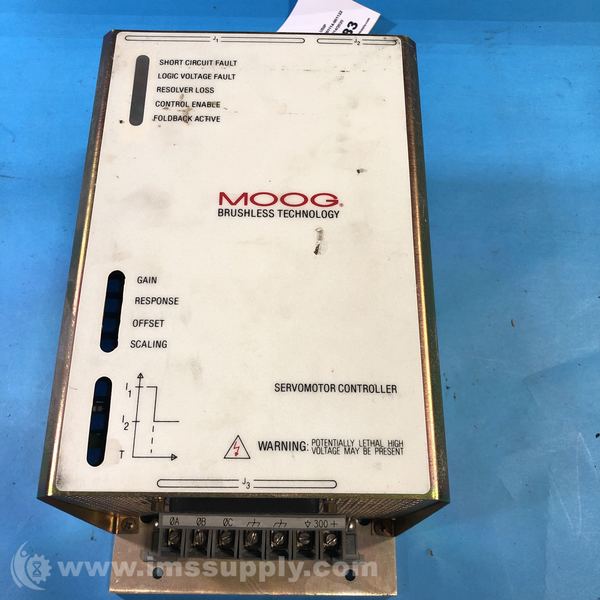 83
J1
J2
SHORT CIRCUIT FAULT
LOGIC VOLTAGE FAULT
RESOLVER LOSS
CONTROL ENABLE
FOLDBACK ACTIVE
MOOG®
BRUSHLESS TECHNOLOGY
GAIN
RESPONSE
OFFSET
SCALING
I1
I2
T
SERVOMOTOR CONTROLLER
WARNING: POTENTIALLY LETHAL HIGH
VOLTAGE MAY BE PRESENT
J3
ØA ØB ØC 300 +
© www.imssupply.com